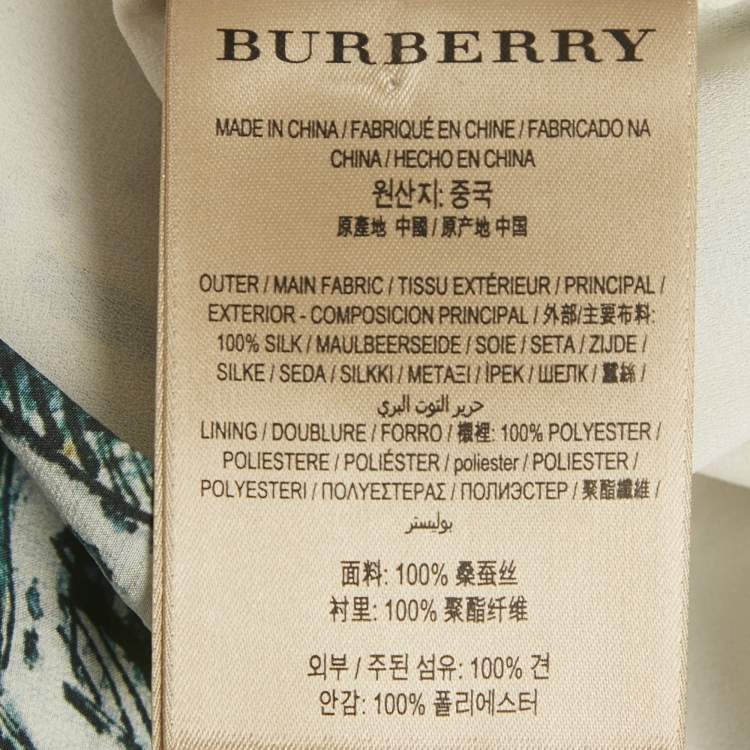 BURBERRY
MADE IN CHINA / FABRIQUÉ EN CHINE / FABRICADO NA
CHINA / HECHO EN CHINA
원산지: 중국
原產地 中國 / 原产地 中国
OUTER / MAIN FABRIC / TISSU EXTÉRIEUR / PRINCIPAL /
EXTERIOR - COMPOSICION PRINCIPAL / 外部/主要布料:
100% SILK / MAULBEERSEIDE / SOIE / SETA / ZIJDE /
SILKE / SEDA / SILKKI / ΜΕΤΑΞΙ / İPEK / ШЕЛК / 蠶絲 /
حرير التوت البري
LINING / DOUBLURE / FORRO / 襯裡: 100% POLYESTER /
POLIESTERE / POLIÉSTER / poliester / POLIESTER /
POLYESTERI / ΠΟΛΥΕΣΤΕΡΑΣ / ПОЛИЭСТЕР / 聚酯纖維 /
بوليستر
面料: 100% 桑蚕丝
衬里: 100% 聚酯纤维
외부 / 주된 섬유: 100% 견
안감: 100% 폴리에스터